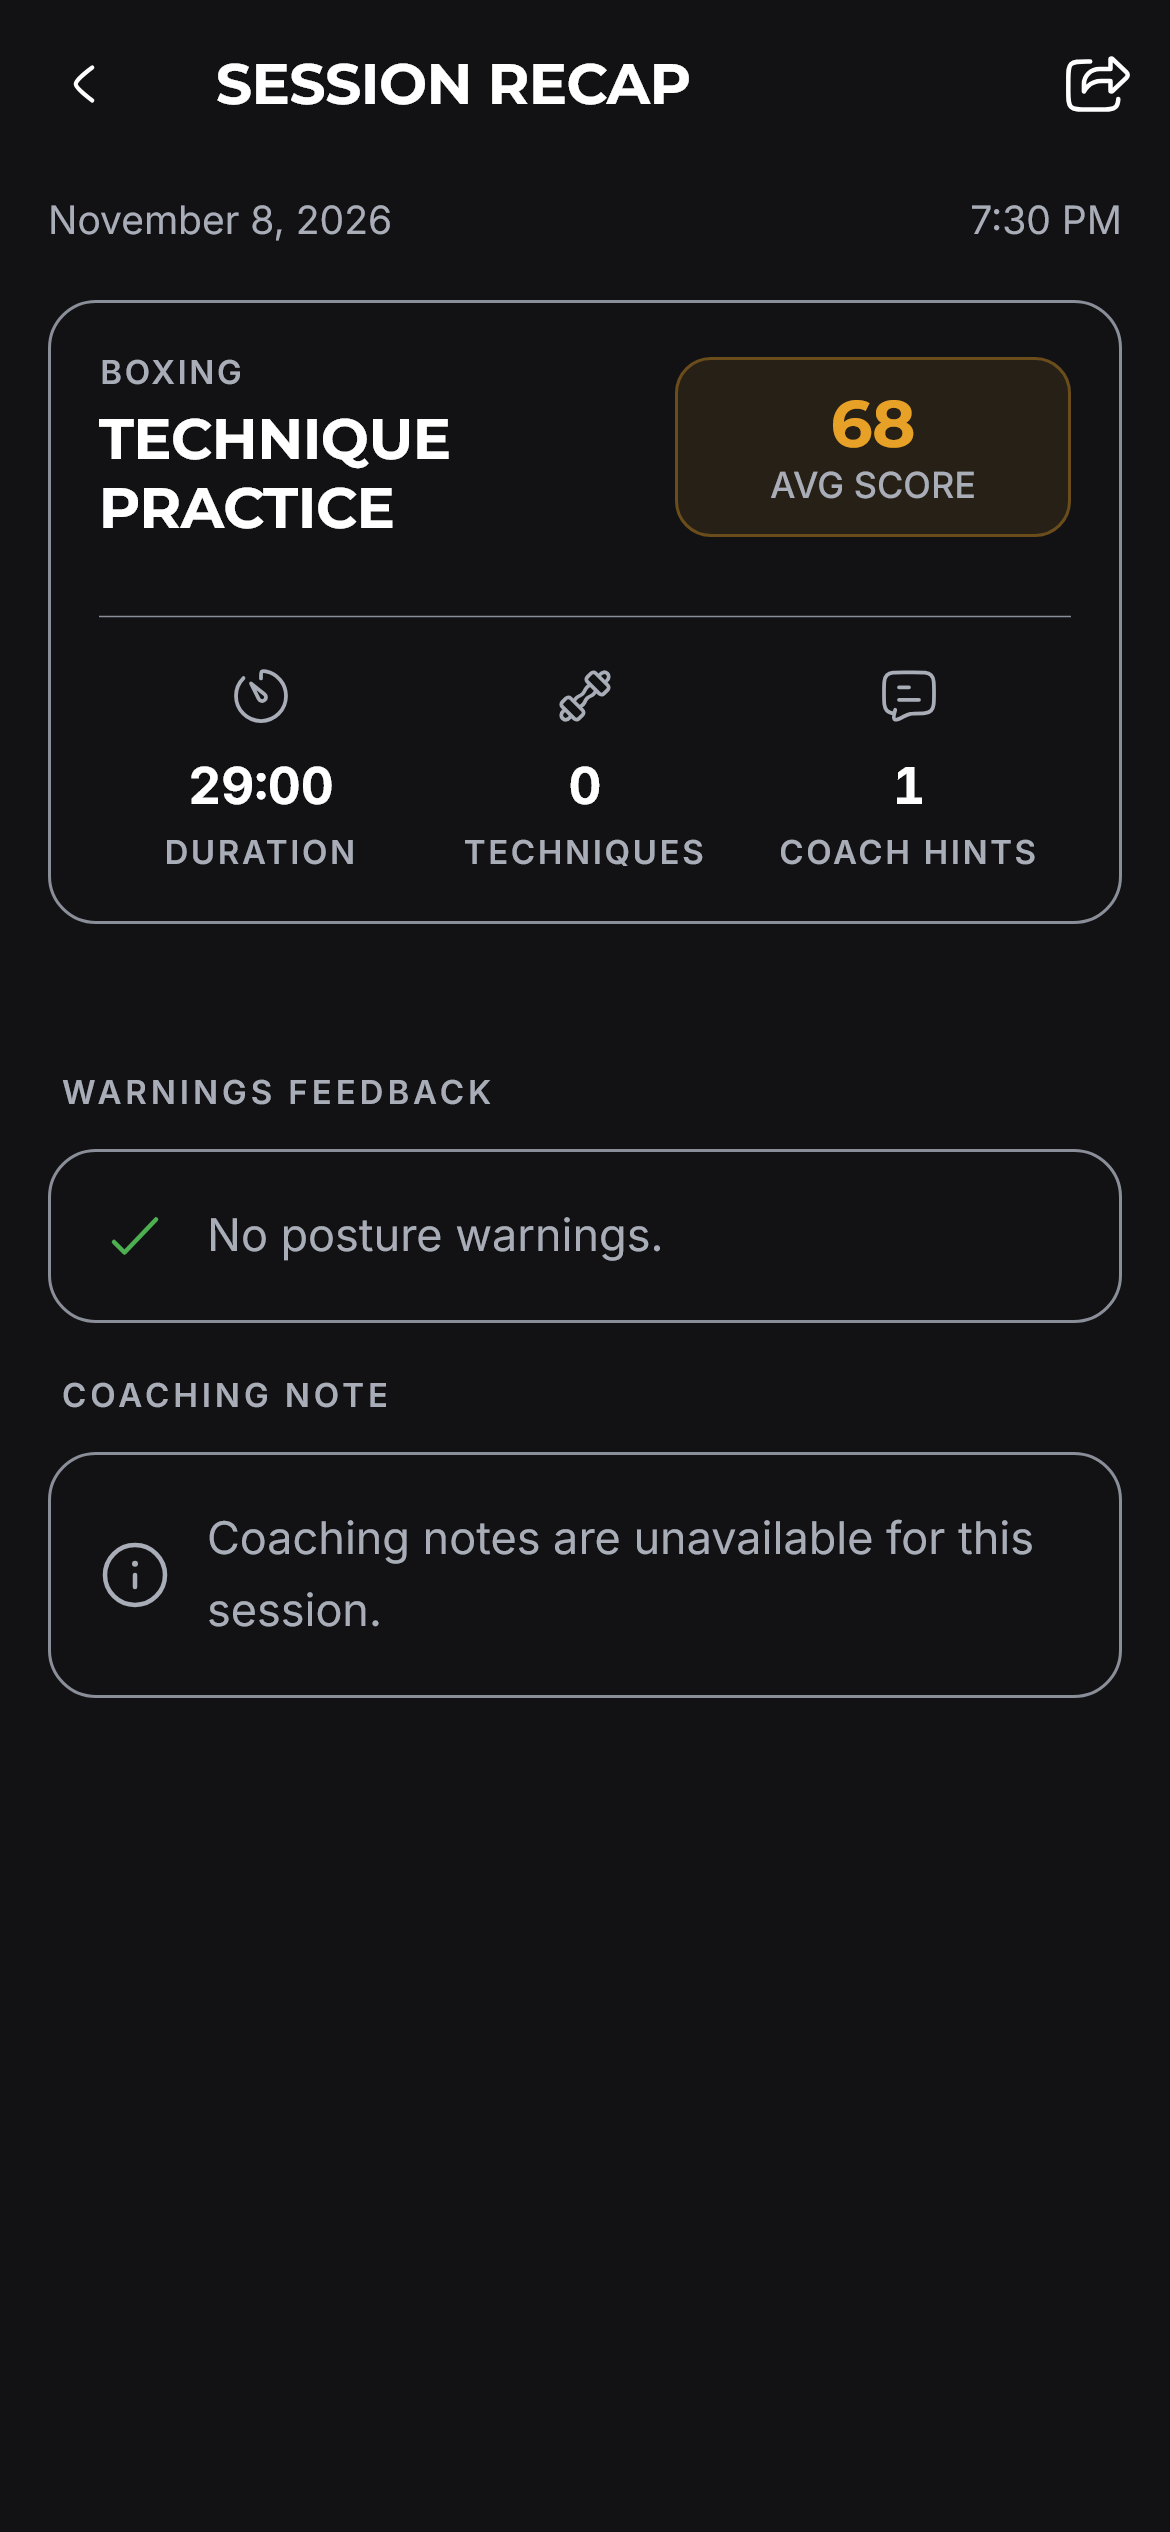 SESSION RECAP
November 8, 2026
7:30 PM
BOXING
TECHNIQUE
PRACTICE
68
AVG SCORE
29:00
DURATION
0
TECHNIQUES
1
COACH HINTS
WARNINGS FEEDBACK
No posture warnings.
COACHING NOTE
Coaching notes are unavailable for this
session.